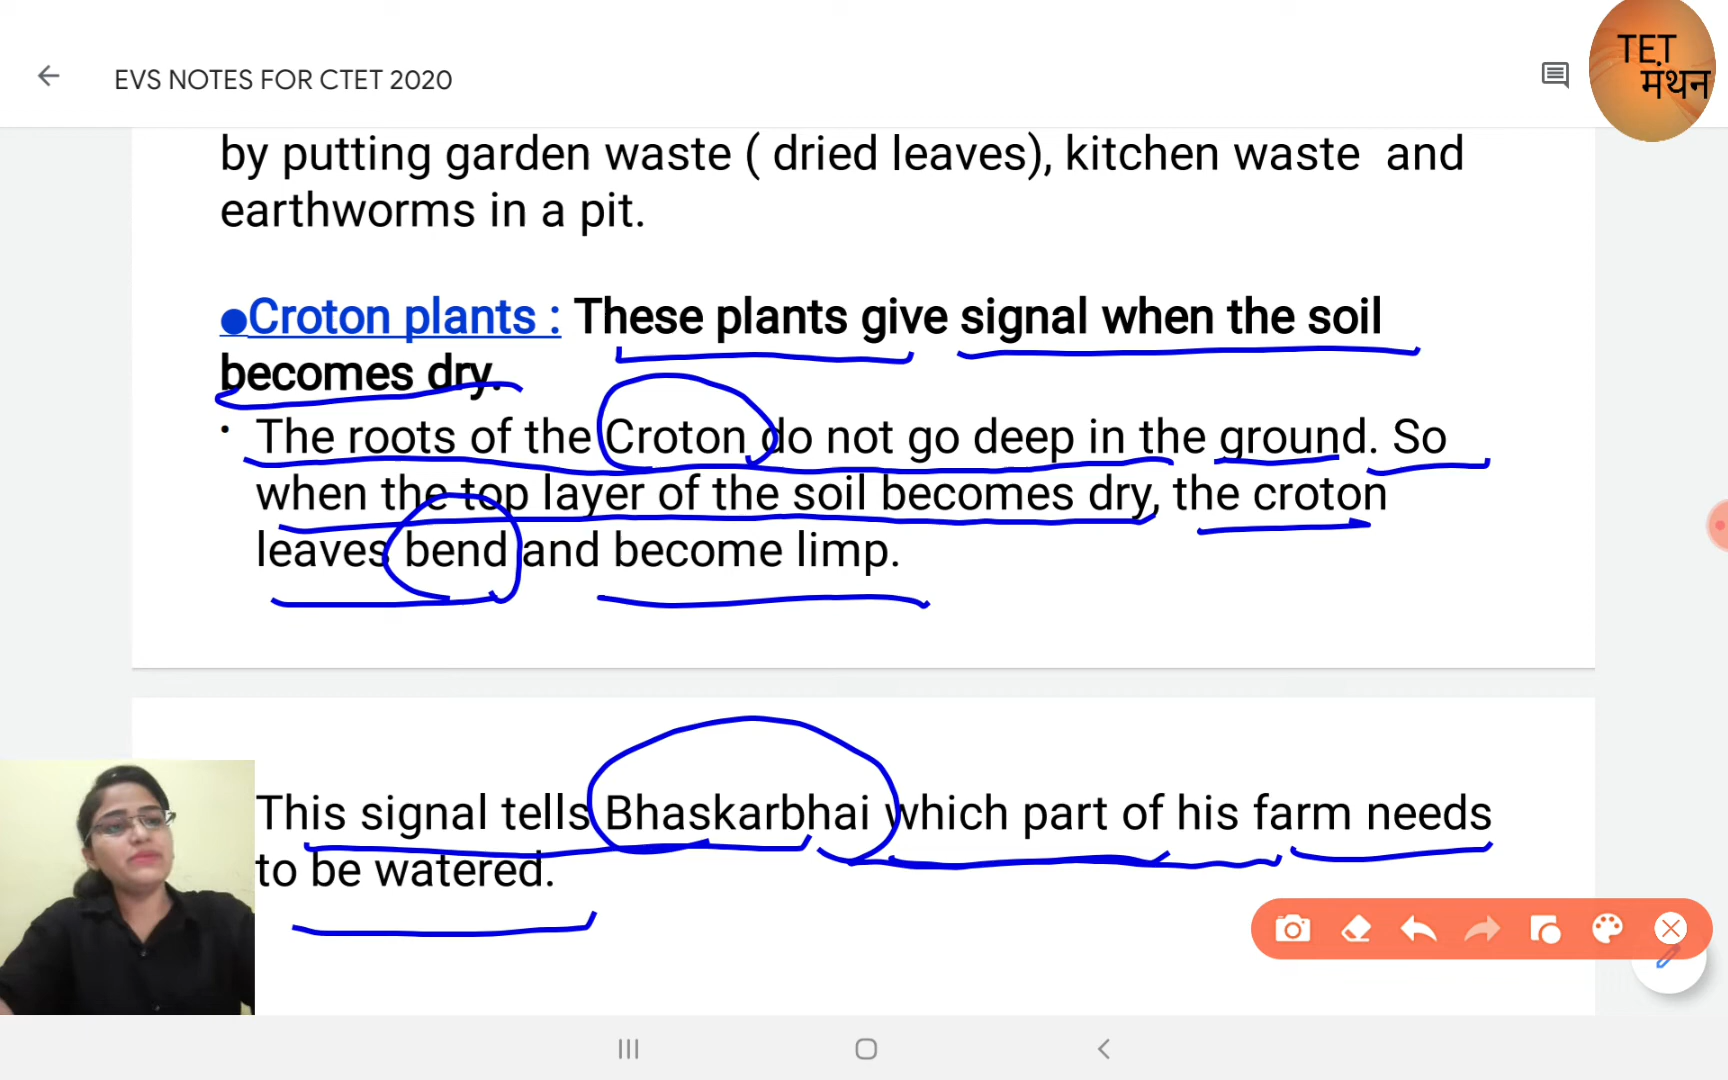 EVS NOTES FOR CTET 2020
TET
मंथन
by putting garden waste ( dried leaves), kitchen waste and
earthworms in a pit.
●Croton plants : These plants give signal when the soil
becomes dry.
• The roots of the Croton do not go deep in the ground. So
when the top layer of the soil becomes dry, the croton
leaves bend and become limp.
This signal tells Bhaskarbhai which part of his farm needs
to be watered.